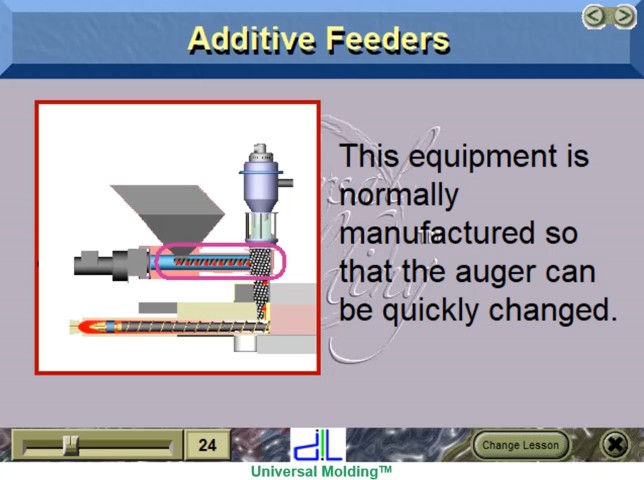 Additive Feeders
This equipment is
normally
manufactured so
that the auger can
be quickly changed.
24
Change Lesson
Universal Molding™